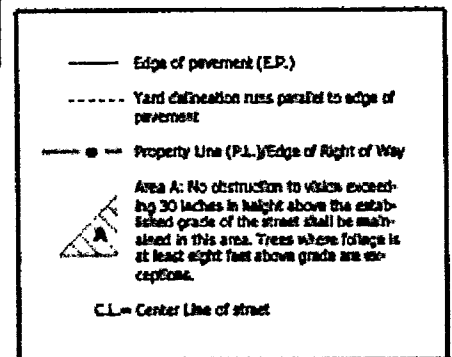 Edge of pavement (E.P.)
Yard delineation runs parallel to edge of
pavement
Property Line (P.L.)/Edge of Right of Way
Area A: No obstruction to vision exceed-
ing 30 inches in height above the estab-
lished grade of the street shall be main-
ained in this area. Trees where foliage is
at least eight feet above grade are ex-
ceptions.
A
C.L.= Center Line of street